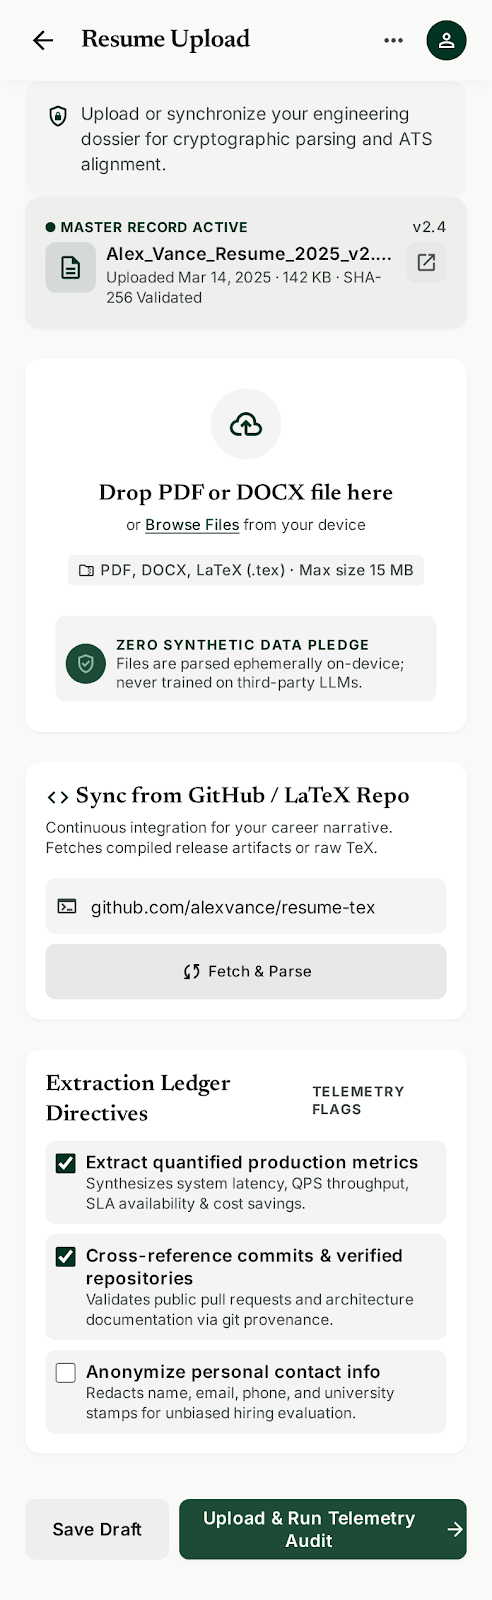 Resume Upload
Upload or synchronize your engineering
dossier for cryptographic parsing and ATS
alignment.
MASTER RECORD ACTIVE
v2.4
Alex_Vance_Resume_2025_v2....
Uploaded Mar 14, 2025 · 142 KB · SHA-
256 Validated
Drop PDF or DOCX file here
or Browse Files from your device
PDF, DOCX, LaTeX (.tex) · Max size 15 MB
ZERO SYNTHETIC DATA PLEDGE
Files are parsed ephemerally on-device;
never trained on third-party LLMs.
Sync from GitHub / LaTeX Repo
Continuous integration for your career narrative.
Fetches compiled release artifacts or raw TeX.
github.com/alexvance/resume-tex
Fetch & Parse
Extraction Ledger
Directives
TELEMETRY
FLAGS
Extract quantified production metrics
Synthesizes system latency, QPS throughput,
SLA availability & cost savings.
Cross-reference commits & verified
repositories
Validates public pull requests and architecture
documentation via git provenance.
Anonymize personal contact info
Redacts name, email, phone, and university
stamps for unbiased hiring evaluation.
Save Draft
Upload & Run Telemetry
Audit